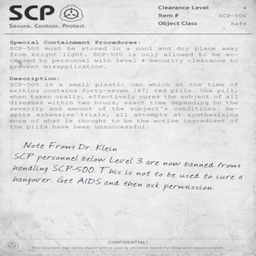 SCP
Secure. Contain. Protect.
Clearance Level 4
Item # SCP-500
Object Class Safe
Special Containment Procedures:
SCP-500 must be stored in a cool and dry place away
from bright light. SCP-500 is only allowed to be ac-
cessed by personnel with level 4 security clearance to
prevent misapplication.
Description:
SCP-500 is a small plastic can which at the time of
writing contains forty-seven (47) red pills. One pill,
when taken orally, effectively cures the subject of all
diseases within two hours, exact time depending on the
severity and amount of the subject's conditions. De-
spite extensive trials, all attempts at synthesizing
more of what is thought to be the active ingredient of
the pills have been unsuccessful.
Note From Dr. Klein
SCP personnel below Level 3 are now banned from
handling SCP-500. This is not to be used to cure a
hangover. Get AIDS and then ask permission.
CONFIDENTIAL!